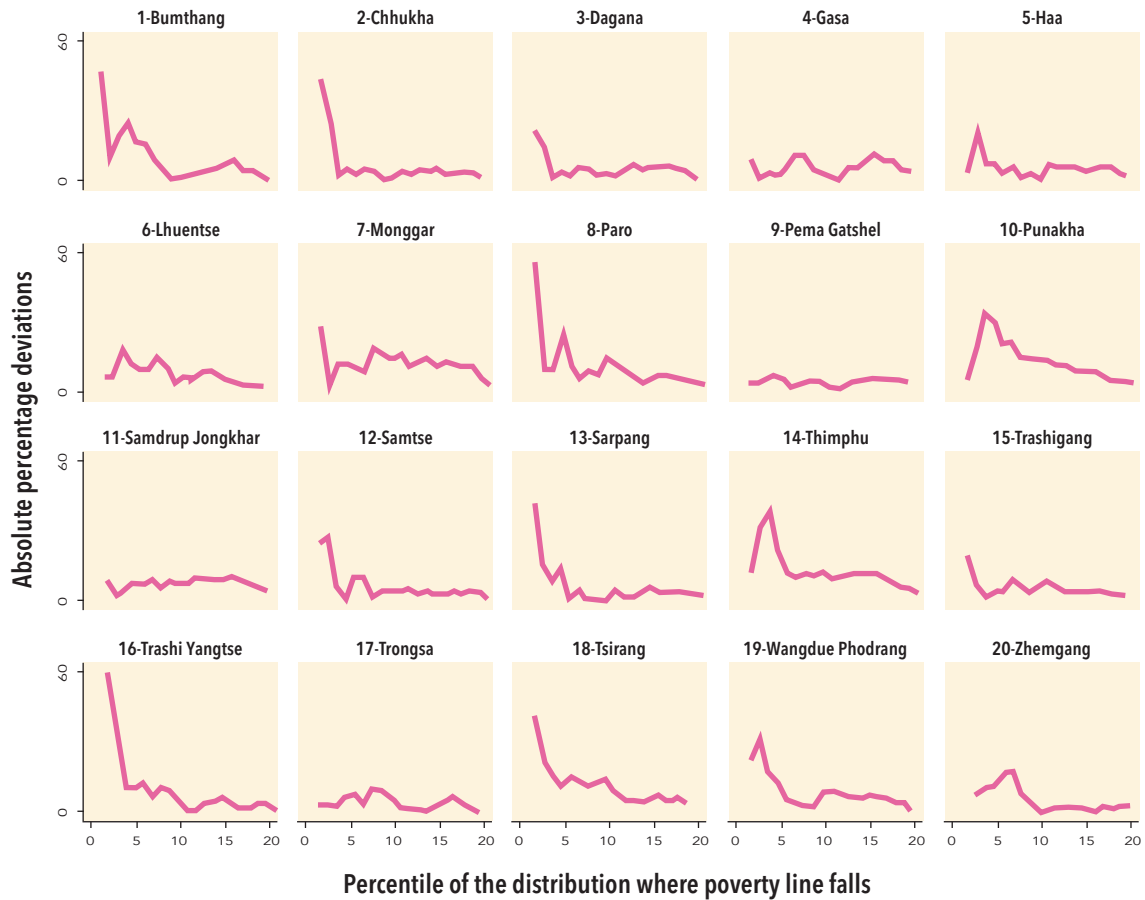 1-Bumthang
2-Chhukha
3-Dagana
4-Gasa
5-Haa
60
0
6-Lhuentse
7-Monggar
8-Paro
9-Pema Gatshel
10-Punakha
60
0
11-Samdrup Jongkhar
12-Samtse
13-Sarpang
14-Thimphu
15-Trashigang
60
0
16-Trashi Yangtse
17-Trongsa
18-Tsirang
19-Wangdue Phodrang
20-Zhemgang
60
0
0 5 10 15 20
0 5 10 15 20
0 5 10 15 20
0 5 10 15 20
0 5 10 15 20
Absolute percentage deviations
Percentile of the distribution where poverty line falls